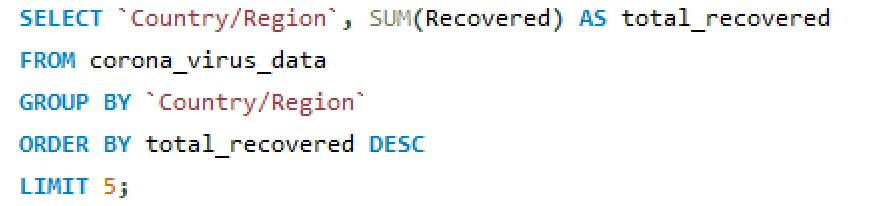 SELECT `Country/Region`, SUM(Recovered) AS total_recovered
FROM corona_virus_data
GROUP BY `Country/Region`
ORDER BY total_recovered DESC
LIMIT 5;